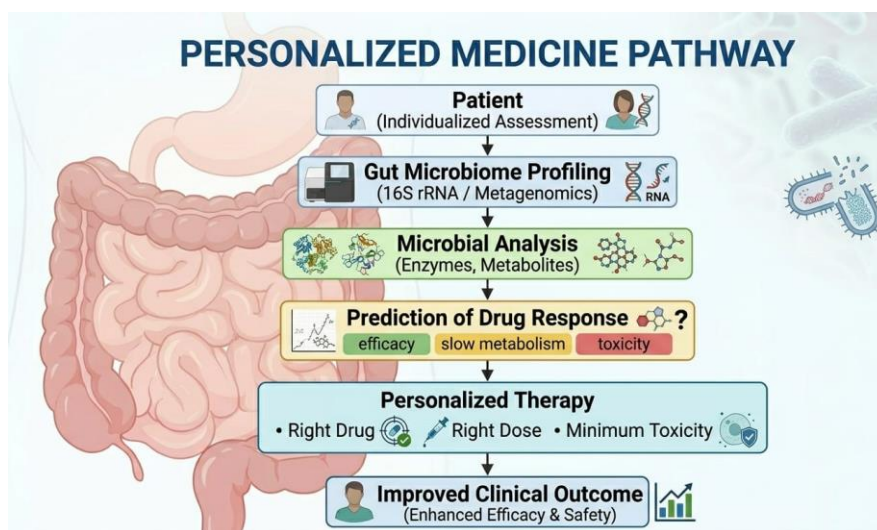 PERSONALIZED MEDICINE PATHWAY
Patient
(Individualized Assessment)
Gut Microbiome Profiling
(16S rRNA / Metagenomics)
RNA
Microbial Analysis
(Enzymes, Metabolites)
Prediction of Drug Response ?
efficacy slow metabolism toxicity
Personalized Therapy
• Right Drug Right Dose • Minimum Toxicity
Improved Clinical Outcome
(Enhanced Efficacy & Safety)